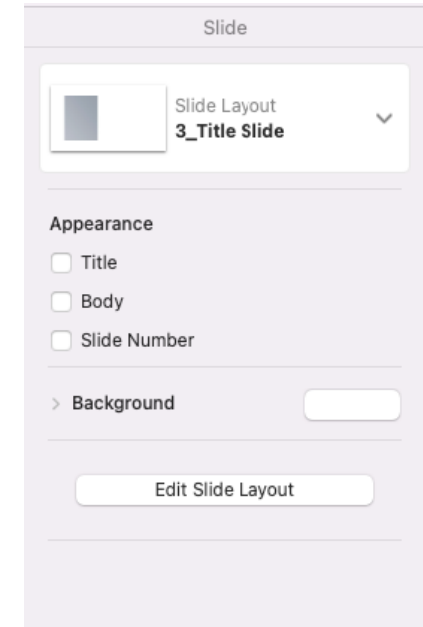 Slide
Slide Layout
3_Title Slide
Appearance
Title
Body
Slide Number
Background
Edit Slide Layout